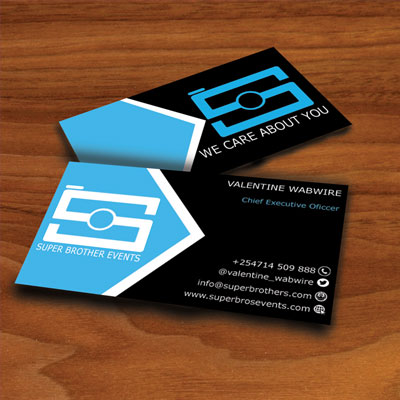 WE CARE ABOUT YOU
SUPER BROTHER EVENTS
VALENTINE WABWIRE
Chief Executive Oficcer
+254714 509 888
@valentine_wabwire
info@superbrothers.com
www.superbrosevents.com